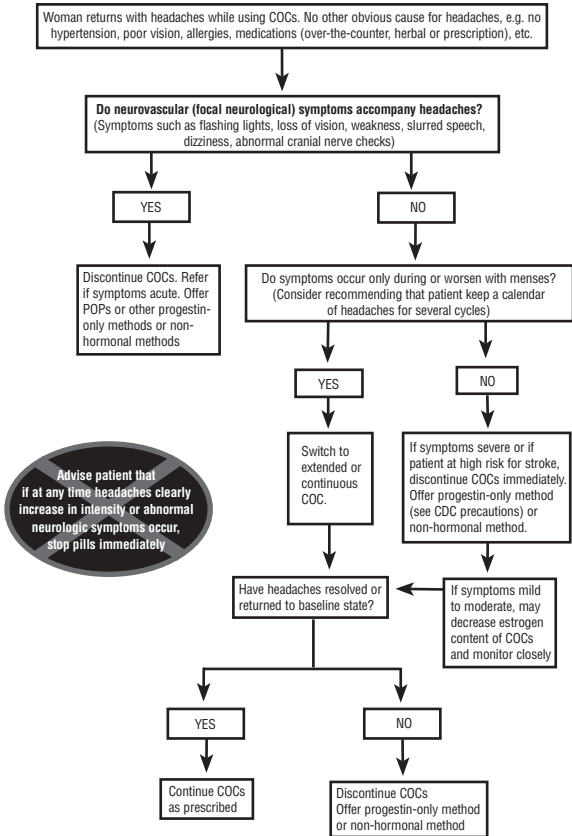 Woman returns with headaches while using COCs. No other obvious cause for headaches, e.g. no
hypertension, poor vision, allergies, medications (over-the-counter, herbal or prescription), etc.
Do neurovascular (focal neurological) symptoms accompany headaches?
(Symptoms such as flashing lights, loss of vision, weakness, slurred speech,
dizziness, abnormal cranial nerve checks)
YES
NO
Discontinue COCs. Refer
if symptoms acute. Offer
POPs or other progestin-
only methods or non-
hormonal methods
Do symptoms occur only during or worsen with menses?
(Consider recommending that patient keep a calendar
of headaches for several cycles)
YES
NO
Switch to
extended or
continuous
COC.
If symptoms severe or if
patient at high risk for stroke,
discontinue COCs immediately.
Offer progestin-only method
(see CDC precautions) or
non-hormonal method.
Advise patient that
if at any time headaches clearly
increase in intensity or abnormal
neurologic symptoms occur,
stop pills immediately
Have headaches resolved or
returned to baseline state?
If symptoms mild
to moderate, may
decrease estrogen
content of COCs
and monitor closely
YES
NO
Continue COCs
as prescribed
Discontinue COCs
Offer progestin-only method
or non-hormonal method